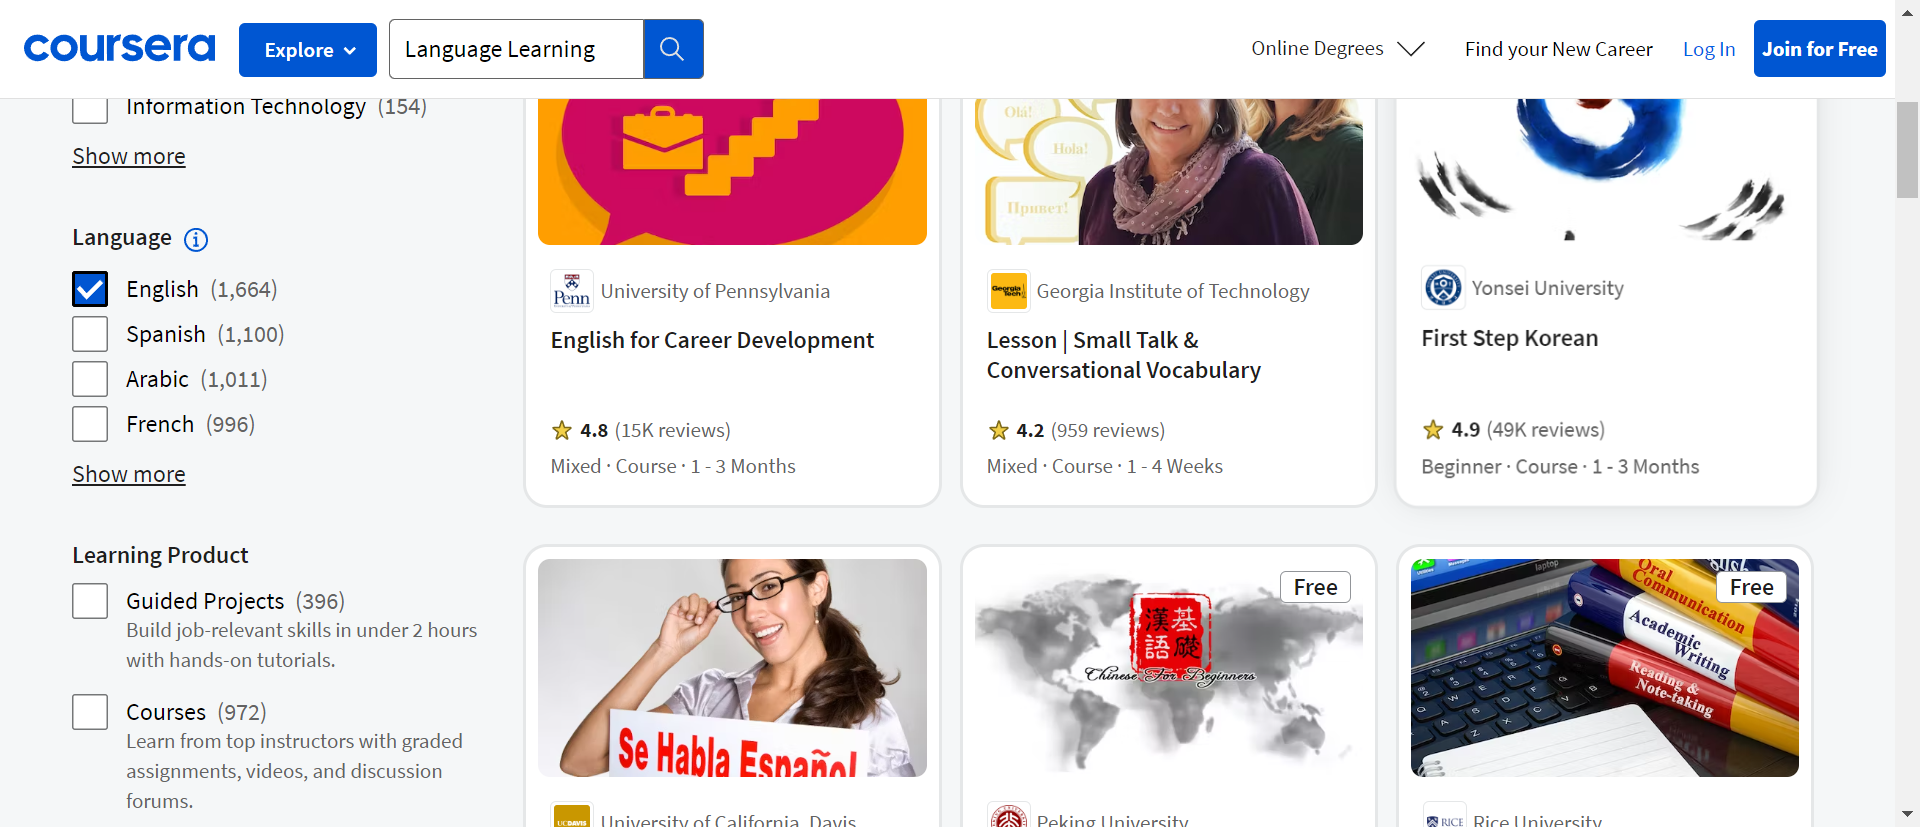 coursera
Explore
Language Learning
Online Degrees
Find your New Career
Log In
Join for Free
Information Technology (154)
Show more
Language
English (1,664)
Spanish (1,100)
Arabic (1,011)
French (996)
Show more
Learning Product
Guided Projects (396)
Build job-relevant skills in under 2 hours
with hands-on tutorials.
Courses (972)
Learn from top instructors with graded
assignments, videos, and discussion
forums.
Penn
University of Pennsylvania
English for Career Development
4.8 (15K reviews)
Mixed · Course · 1 - 3 Months
Olá!
Hola!
Привет!
Georgia Tech
Georgia Institute of Technology
Lesson | Small Talk &
Conversational Vocabulary
4.2 (959 reviews)
Mixed · Course · 1 - 4 Weeks
Yonsei University
First Step Korean
4.9 (49K reviews)
Beginner · Course · 1 - 3 Months
Se Habla Español
UCDAVIS
University of California, Davis
Free
基礎
漢語
Chinese For Beginners
Peking University
laptop
Free
Oral
Communication
Academic
Writing
Reading &
Note-taking
RICE
Rice University